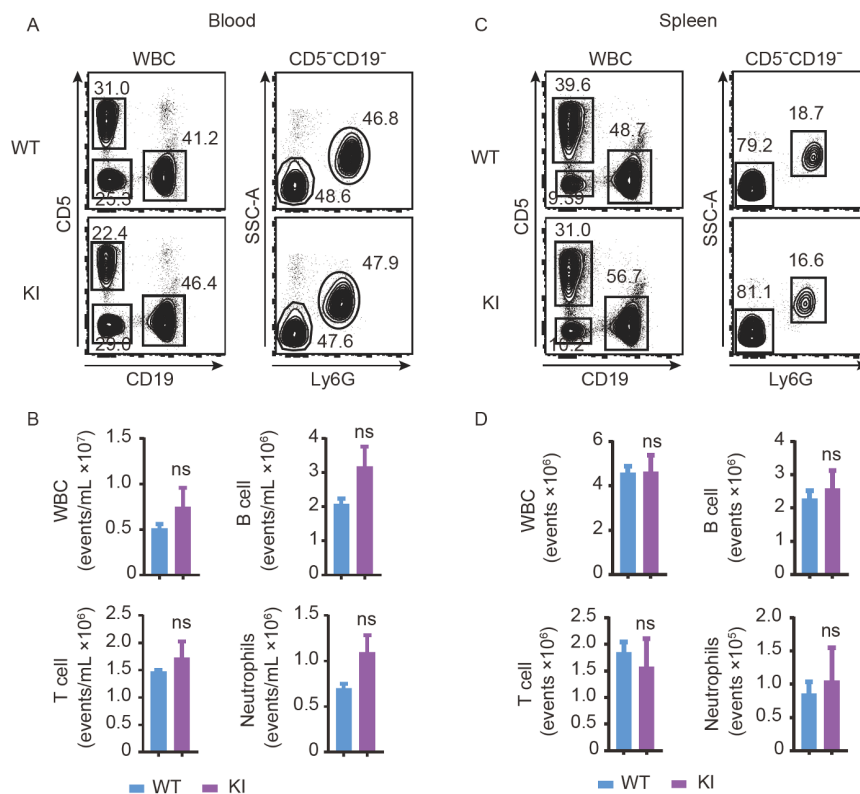 A
Blood
WBC
CD5⁻CD19⁻
WT
KI
CD5
31.0
41.2
25.3
22.4
46.4
29.0
CD19
SSC-A
46.8
48.6
47.9
47.6
Ly6G
C
Spleen
WBC
CD5⁻CD19⁻
WT
KI
CD5
39.6
48.7
9.39
31.0
56.7
10.2
CD19
SSC-A
18.7
79.2
16.6
81.1
Ly6G
B
WBC
(events/mL ×10⁷)
1.5
1.0
0.5
0
ns
B cell
(events/mL ×10⁶)
4
3
2
1
0
ns
T cell
(events/mL ×10⁶)
2.5
2.0
1.5
1.0
0.5
0
ns
Neutrophils
(events/mL ×10⁶)
1.5
1.0
0.5
0
ns
WT KI
D
WBC
(events ×10⁶)
6
4
2
0
ns
B cell
(events ×10⁶)
4
3
2
1
0
ns
T cell
(events ×10⁶)
2.5
2.0
1.5
1.0
0.5
0
ns
Neutrophils
(events ×10⁵)
2.0
1.5
1.0
0.5
0
ns
WT KI